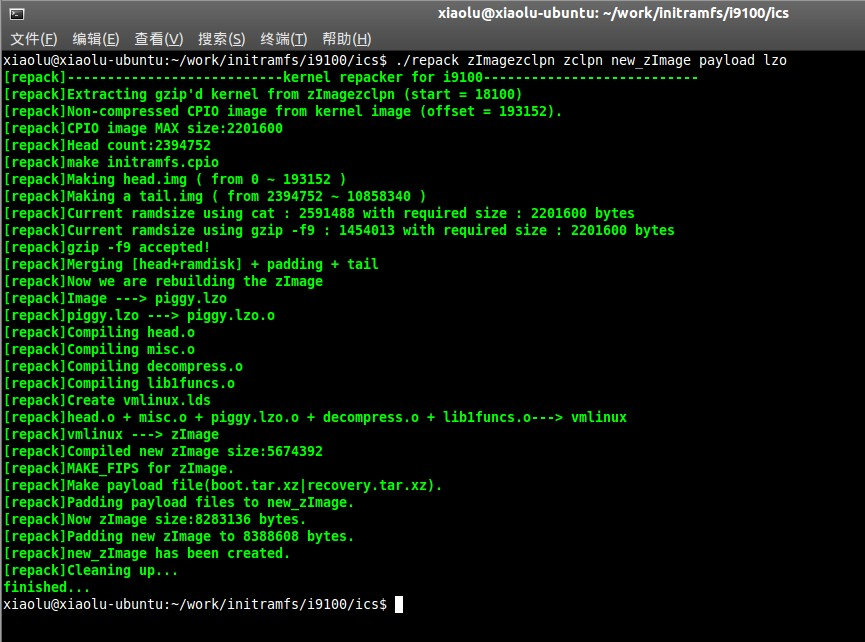 xiaolu@xiaolu-ubuntu: ~/work/initramfs/i9100/ics
文件(F) 编辑(E) 查看(V) 搜索(S) 终端(T) 帮助(H)
xiaolu@xiaolu-ubuntu:~/work/initramfs/i9100/ics$ ./repack zImagezclpn zclpn new_zImage payload lzo
[repack]---------------------------kernel repacker for i9100---------------------------
[repack]Extracting gzip'd kernel from zImagezclpn (start = 18100)
[repack]Non-compressed CPIO image from kernel image (offset = 193152).
[repack]CPIO image MAX size:2201600
[repack]Head count:2394752
[repack]make initramfs.cpio
[repack]Making head.img ( from 0 ~ 193152 )
[repack]Making a tail.img ( from 2394752 ~ 10858340 )
[repack]Current ramdsize using cat : 2591488 with required size : 2201600 bytes
[repack]Current ramdsize using gzip -f9 : 1454013 with required size : 2201600 bytes
[repack]gzip -f9 accepted!
[repack]Merging [head+ramdisk] + padding + tail
[repack]Now we are rebuilding the zImage
[repack]Image ---> piggy.lzo
[repack]piggy.lzo ---> piggy.lzo.o
[repack]Compiling head.o
[repack]Compiling misc.o
[repack]Compiling decompress.o
[repack]Compiling lib1funcs.o
[repack]Create vmlinux.lds
[repack]head.o + misc.o + piggy.lzo.o + decompress.o + lib1funcs.o---> vmlinux
[repack]vmlinux ---> zImage
[repack]Compiled new zImage size:5674392
[repack]MAKE_FIPS for zImage.
[repack]Make payload file(boot.tar.xz|recovery.tar.xz).
[repack]Padding payload files to new_zImage.
[repack]Now zImage size:8283136 bytes.
[repack]Padding new zImage to 8388608 bytes.
[repack]new_zImage has been created.
[repack]Cleaning up...
finished...
xiaolu@xiaolu-ubuntu:~/work/initramfs/i9100/ics$